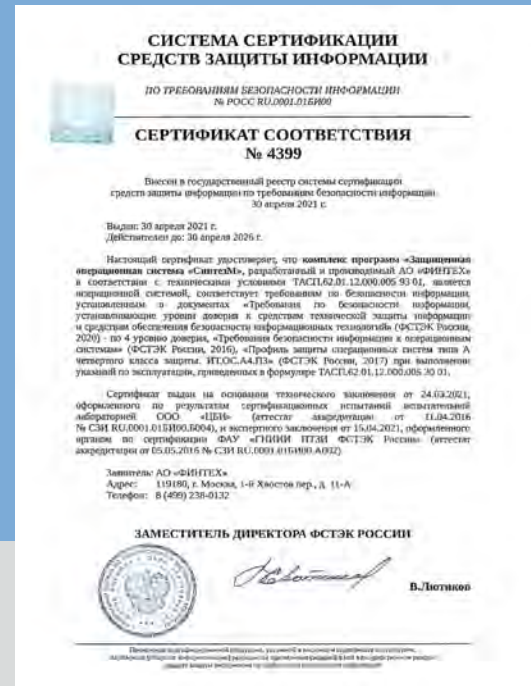 СИСТЕМА СЕРТИФИКАЦИИ
СРЕДСТВ ЗАЩИТЫ ИНФОРМАЦИИ
ПО ТРЕБОВАНИЯМ БЕЗОПАСНОСТИ ИНФОРМАЦИИ
№ РОСС RU.0001.01БИ00
СЕРТИФИКАТ СООТВЕТСТВИЯ
№ 4399
Внесен в государственный реестр системы сертификации
средств защиты информации по требованиям безопасности информации
30 апреля 2021 г.
Выдан: 30 апреля 2021 г.
Действителен до: 30 апреля 2026 г.
Настоящий сертификат удостоверяет, что комплекс программ «Защищенная
операционная система «СинтезМ», разработанный и производимый АО «ФИНТЕХ»
в соответствии с техническими условиями ТАСП.62.01.12.000.005 93 01, является
операционной системой, соответствует требованиям по безопасности информации,
установленным в документах «Требования по безопасности информации,
устанавливающие уровни доверия к средствам технической защиты информации
и средствам обеспечения безопасности информационных технологий» (ФСТЭК России,
2020) - по 4 уровню доверия, «Требования безопасности информации к операционным
системам» (ФСТЭК России, 2016), «Профиль защиты операционных систем типа А
четвертого класса защиты. ИТ.ОС.А4.ПЗ» (ФСТЭК России, 2017) при выполнении
указаний по эксплуатации, приведенных в формуляре ТАСП.62.01.12.000.005 30 01.
Сертификат выдан на основании технического заключения от 24.03.2021,
оформленного по результатам сертификационных испытаний испытательной
лабораторией ООО «ЦБИ» (аттестат аккредитации от 11.04.2016
№ СЗИ RU.0001.01БИ00.Б004), и экспертного заключения от 15.04.2021, оформленного
органом по сертификации ФАУ «ГНИИИ ПТЗИ ФСТЭК России» (аттестат
аккредитации от 05.05.2016 № СЗИ RU.0001.01БИ00.А002)
Заявитель: АО «ФИНТЕХ»
Адрес: 119180, г. Москва, 1-й Хвостов пер., д. 11-А
Телефон: 8 (499) 238-0132
ЗАМЕСТИТЕЛЬ ДИРЕКТОРА ФСТЭК РОССИИ
В.Лютиков